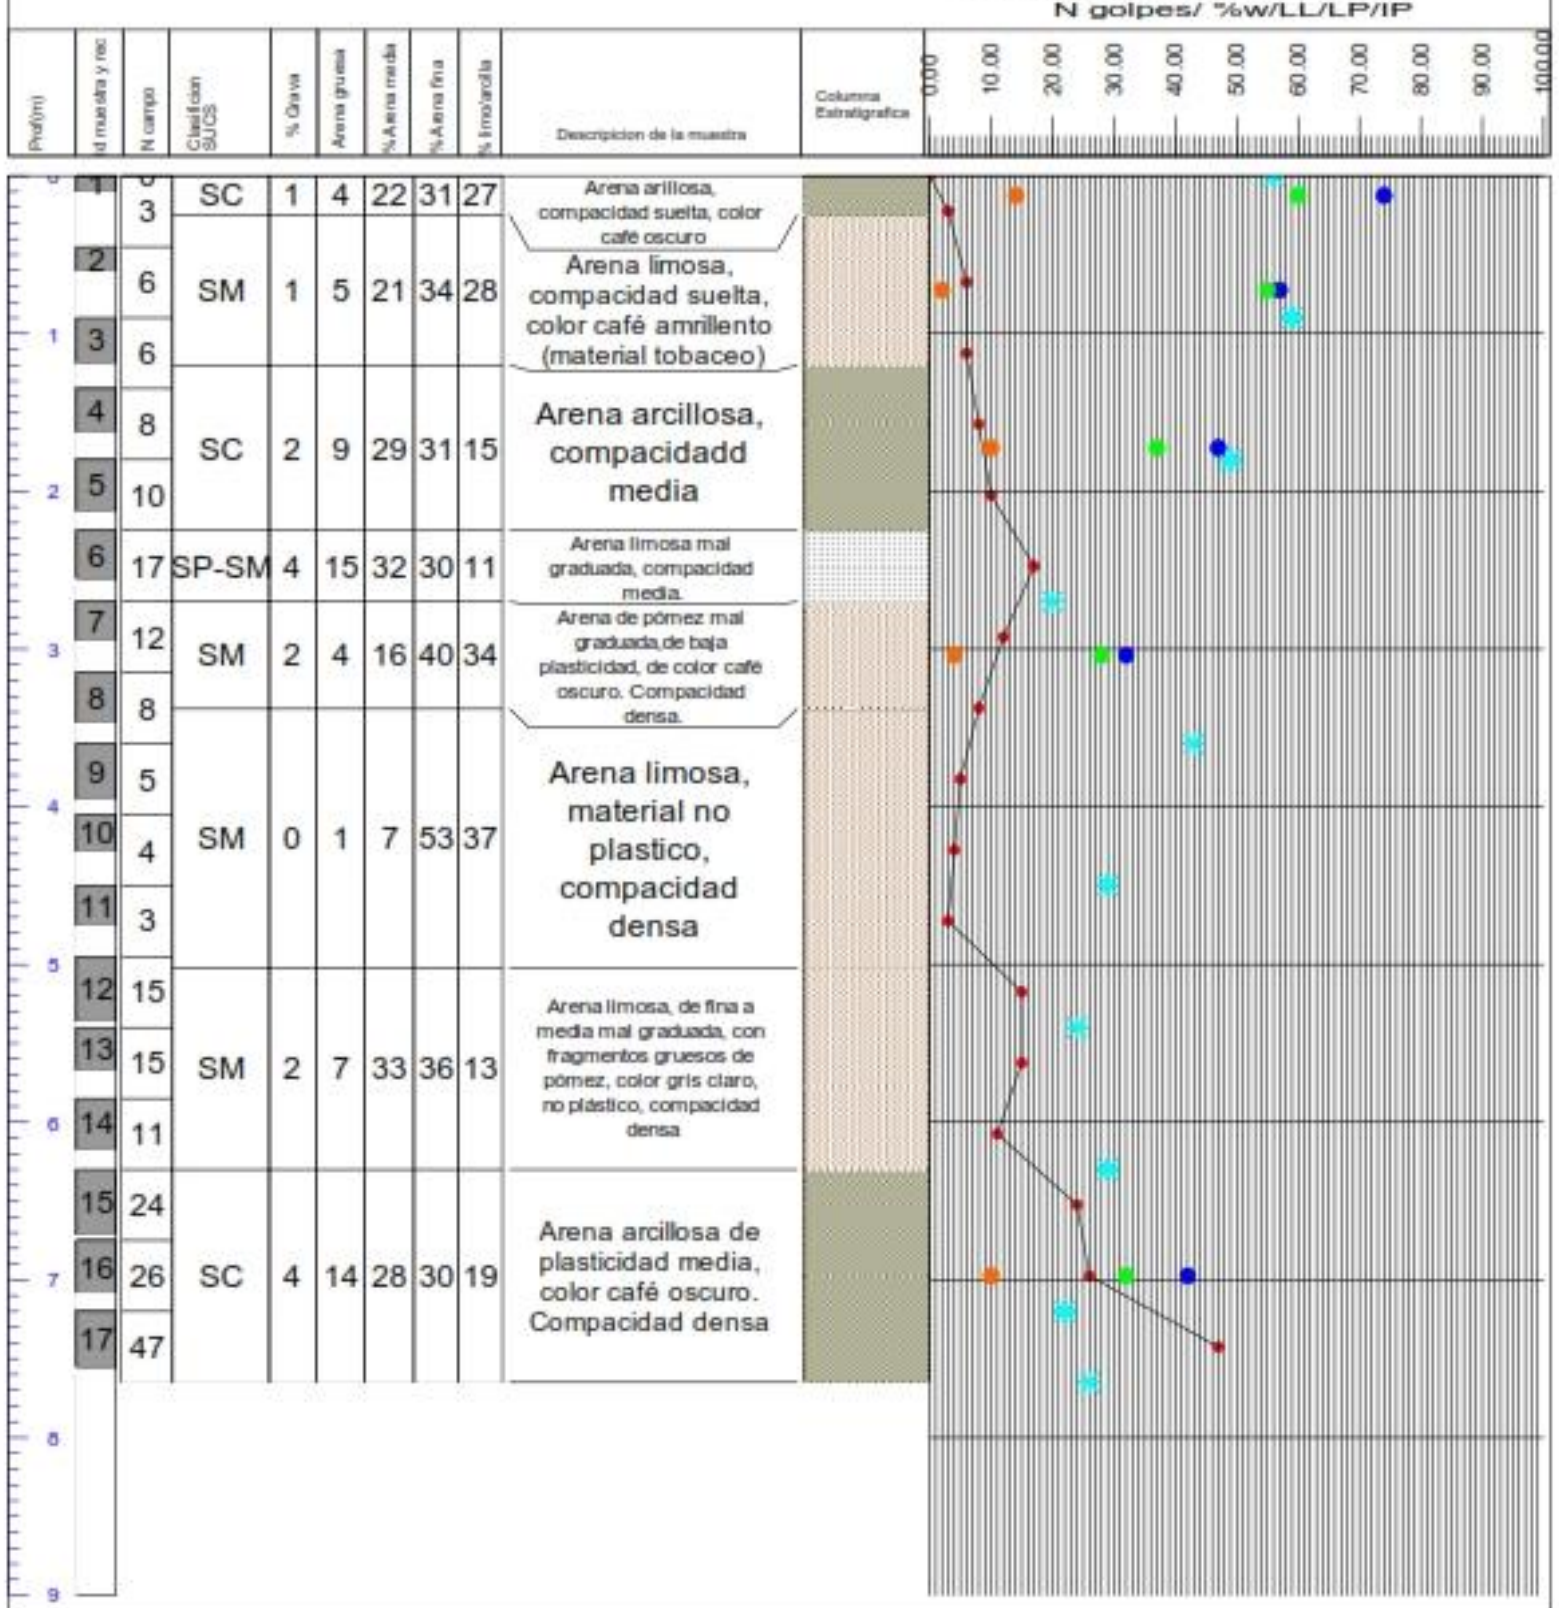 N golpes/ %w/LL/LP/IP
Prof(m)
id muestra y rec
N campo
Clasificion
SUCS
% Grava
Arena gruesa
%Arena media
%Arena fina
% limo/arcilla
Descripicion de la muestra
Columna
Estratigrafica
0.00 10.00 20.00 30.00 40.00 50.00 60.00 70.00 80.00 90.00 100.00
0
1
2
3
4
5
6
7
8
9
1
2
3
4
5
6
7
8
9
10
11
12
13
14
15
16
17
3
6
6
8
10
17
12
8
5
4
3
15
15
11
24
26
47
SC 1 4 22 31 27
Arena arillosa,
compacidad suelta, color
café oscuro
SM 1 5 21 34 28
Arena limosa,
compacidad suelta,
color café amrillento
(material tobaceo)
SC 2 9 29 31 15
Arena arcillosa,
compacidadd
media
SP-SM 4 15 32 30 11
Arena limosa mal
graduada, compacidad
media.
SM 2 4 16 40 34
Arena de pómez mal
graduada,de baja
plasticidad, de color café
oscuro. Compacidad
densa.
SM 0 1 7 53 37
Arena limosa,
material no
plastico,
compacidad
densa
SM 2 7 33 36 13
Arena limosa, de fina a
media mal graduada, con
fragmentos gruesos de
pómez, color gris claro,
no plástico, compacidad
densa
SC 4 14 28 30 19
Arena arcillosa de
plasticidad media,
color café oscuro.
Compacidad densa